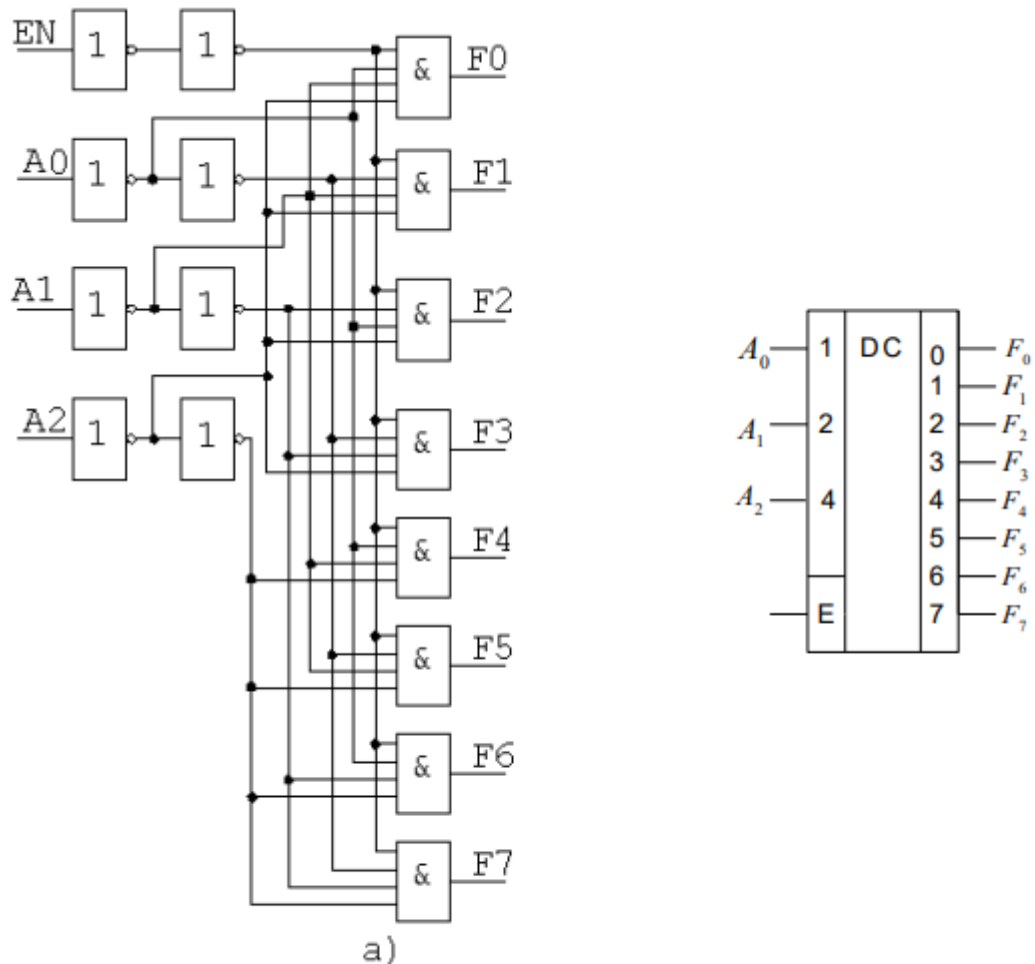 EN 1 1 & F0
A0 1 1 & F1
A1 1 1 & F2
A2 1 1 & F3
& F4
& F5
& F6
& F7
a)
A₀ 1 DC 0 F₀
1 F₁
A₁ 2 2 F₂
3 F₃
A₂ 4 4 F₄
5 F₅
6 F₆
E 7 F₇